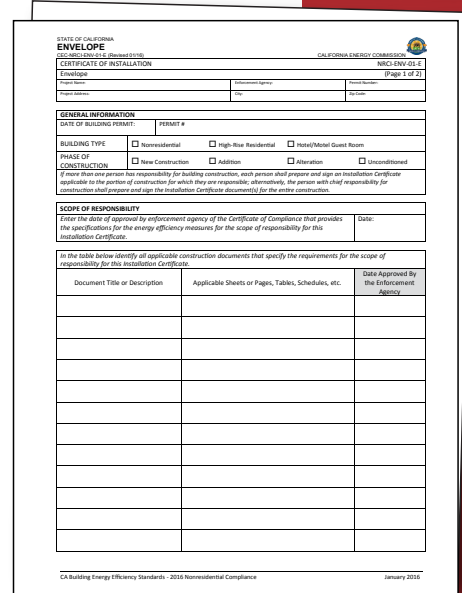 STATE OF CALIFORNIA
ENVELOPE
CEC-NRCI-ENV-01-E (Revised 01/16) CALIFORNIA ENERGY COMMISSION
CERTIFICATE OF INSTALLATION NRCI-ENV-01-E
Envelope (Page 1 of 2)
Project Name: Enforcement Agency: Permit Number:
Project Address: City: Zip Code:
GENERAL INFORMATION
DATE OF BUILDING PERMIT: PERMIT #
BUILDING TYPE ☐ Nonresidential ☐ High-Rise Residential ☐ Hotel/Motel Guest Room
PHASE OF
CONSTRUCTION ☐ New Construction ☐ Addition ☐ Alteration ☐ Unconditioned
If more than one person has responsibility for building construction, each person shall prepare and sign an Installation Certificate
applicable to the portion of construction for which they are responsible; alternatively, the person with chief responsibility for
construction shall prepare and sign the Installation Certificate document(s) for the entire construction.
SCOPE OF RESPONSIBILITY
Enter the date of approval by enforcement agency of the Certificate of Compliance that provides Date:
the specifications for the energy efficiency measures for the scope of responsibility for this
Installation Certificate.
In the table below identify all applicable construction documents that specify the requirements for the scope of
responsibility for this Installation Certificate.
Document Title or Description Applicable Sheets or Pages, Tables, Schedules, etc. Date Approved By
the Enforcement
Agency
CA Building Energy Efficiency Standards - 2016 Nonresidential Compliance January 2016